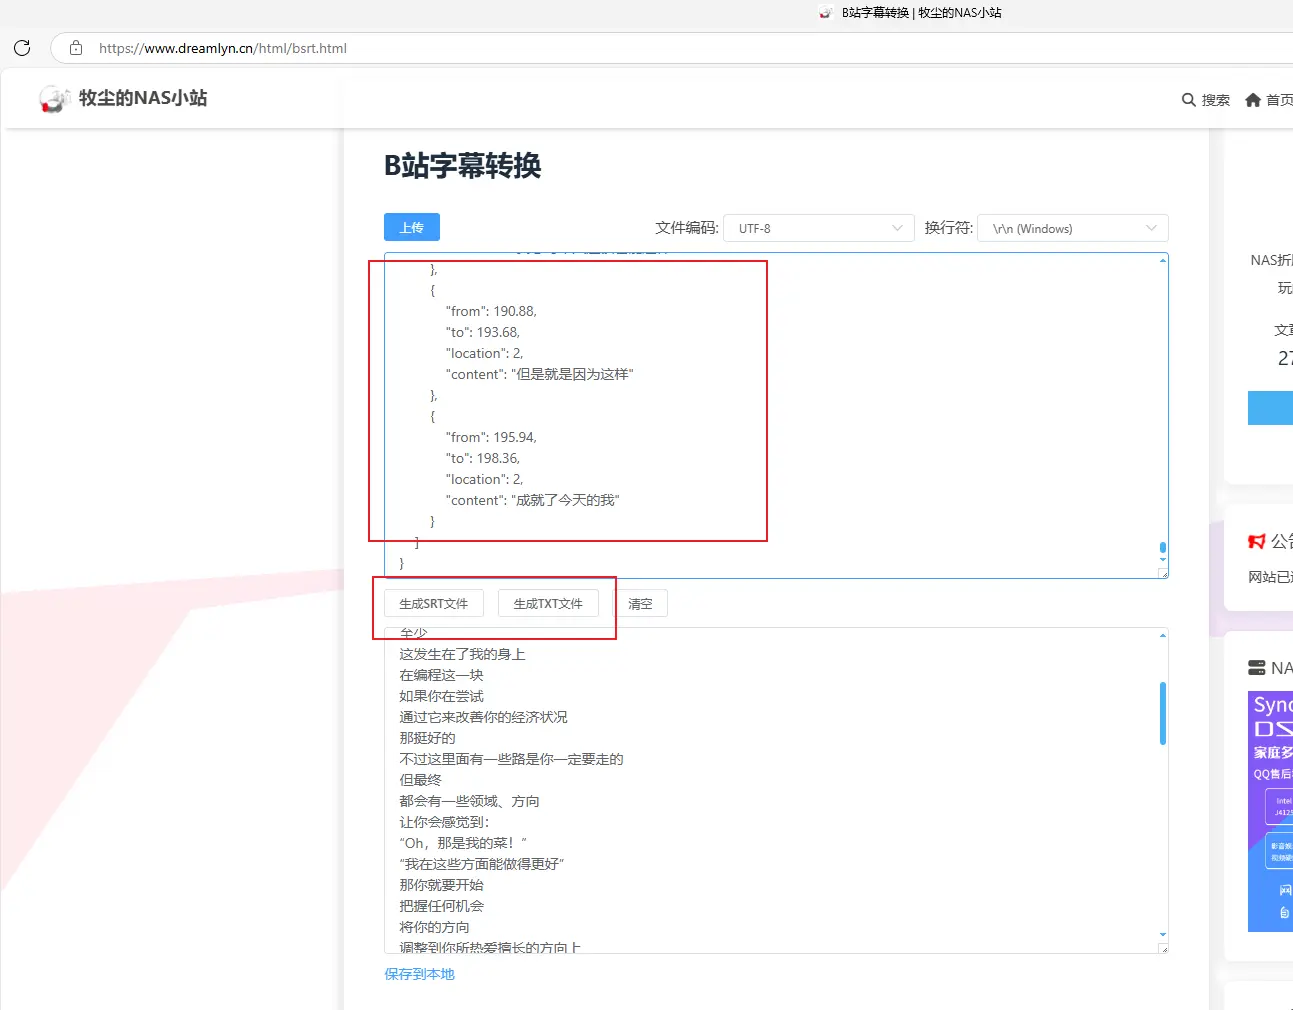 B站字幕转换 | 牧尘的NAS小站
https://www.dreamlyn.cn/html/bsrt.html
牧尘的NAS小站
搜索
首页
B站字幕转换
上传
文件编码:
UTF-8
换行符:
\r\n (Windows)
},
{
"from": 190.88,
"to": 193.68,
"location": 2,
"content": "但是就是因为这样"
},
{
"from": 195.94,
"to": 198.36,
"location": 2,
"content": "成就了今天的我"
}
]
}
生成SRT文件
生成TXT文件
清空
至少
这发生在了我的身上
在编程这一块
如果你在尝试
通过它来改善你的经济状况
那挺好的
不过这里面有一些路是你一定要走的
但最终
都会有一些领域、方向
让你会感觉到：
“Oh，那是我的菜！”
“我在这些方面能做得更好”
那你就要开始
把握任何机会
将你的方向
调整到你所热爱擅长的方向上
保存到本地
NAS折
玩
文章
27
公告
网站已
NA
Syno
DS
家庭多
QQ售后
Intel
J412